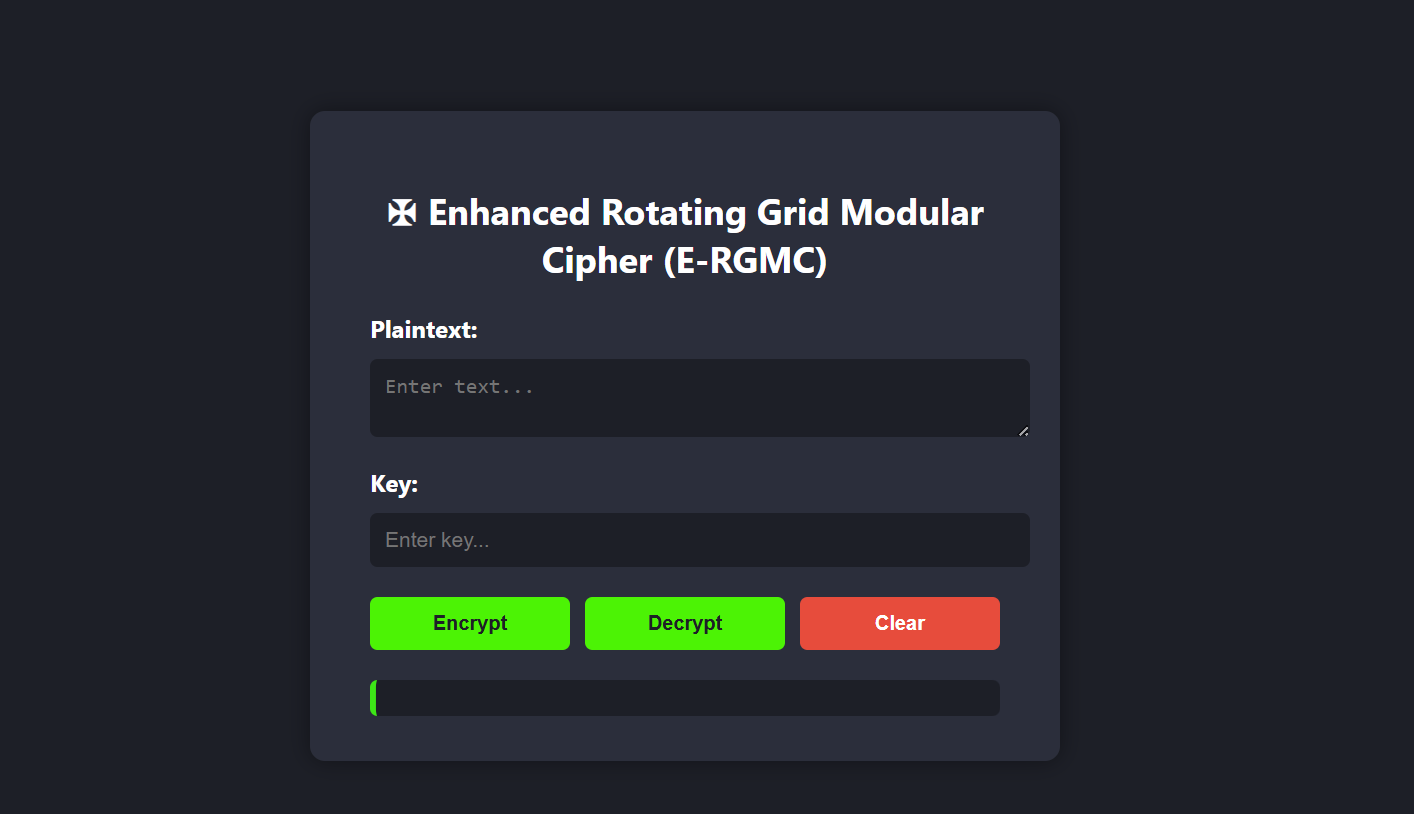 ✠ Enhanced Rotating Grid Modular
Cipher (E-RGMC)
Plaintext:
Enter text...
Key:
Enter key...
Encrypt
Decrypt
Clear